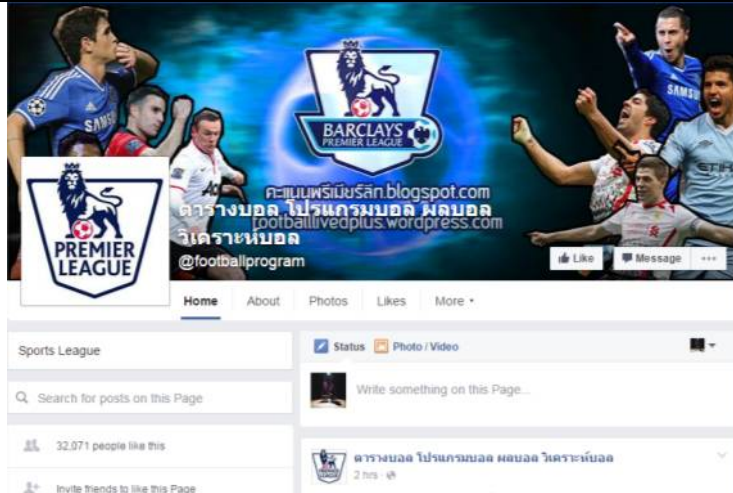 BARCLAYS
PREMIER LEAGUE
SAMSUNG
SAMSU
AO
ETIH
คะแนนพรีเมียร์ลีก.blogspot.com
ตารางบอล โปรแกรมบอล ผลบอล
footballlivedplus.wordpress.com
วิเคราะห์บอล
@footballprogram
PREMIER
LEAGUE
Like
Message
Home About Photos Likes More
Sports League
Status Photo / Video
Search for posts on this Page
Write something on this Page...
32,071 people like this
ตารางบอล โปรแกรมบอล ผลบอล วิเคราะห์บอล
2 hrs
Invite friends to like this Page